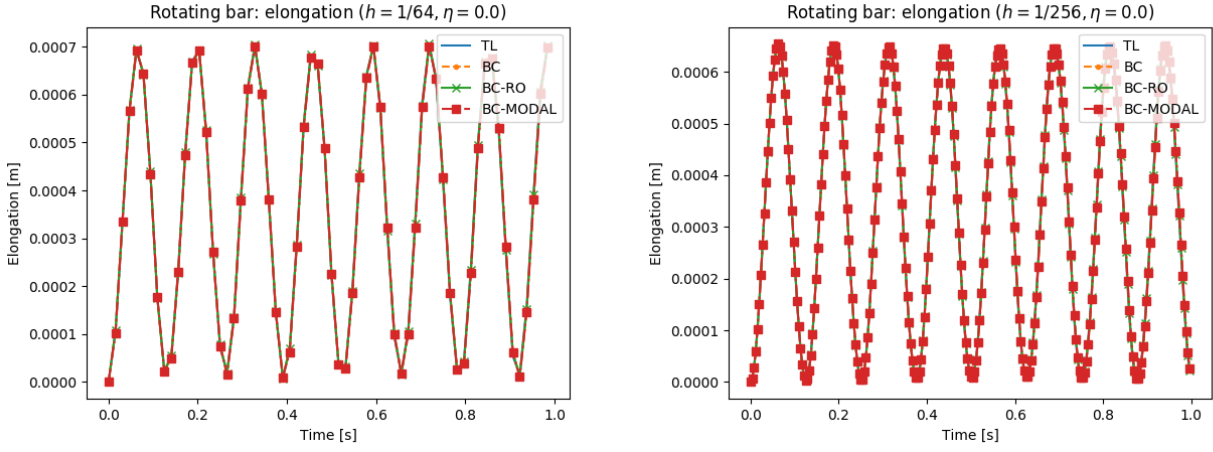 Rotating bar: elongation (h = 1/64, η = 0.0)
Elongation [m]
0.0007
0.0006
0.0005
0.0004
0.0003
0.0002
0.0001
0.0000
TL
BC
BC-RO
BC-MODAL
0.0
0.2
0.4
0.6
0.8
1.0
Time [s]
Rotating bar: elongation (h = 1/256, η = 0.0)
Elongation [m]
0.0006
0.0005
0.0004
0.0003
0.0002
0.0001
0.0000
TL
BC
BC-RO
BC-MODAL
0.0
0.2
0.4
0.6
0.8
1.0
Time [s]